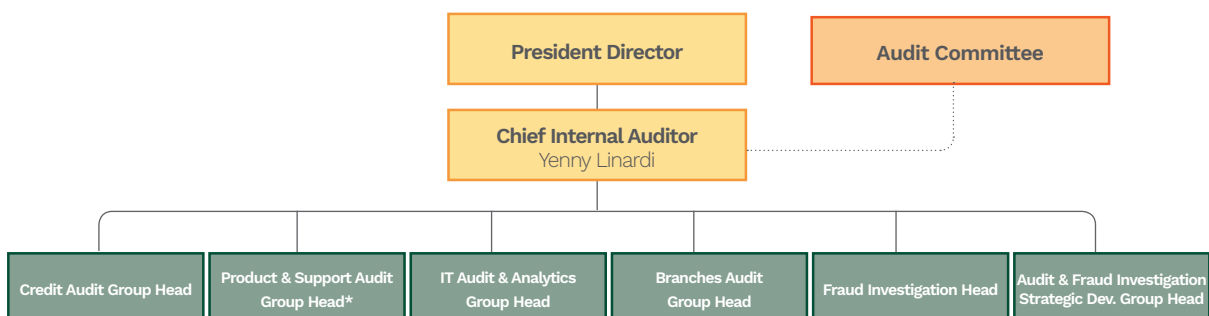 President Director
Audit Committee
Chief Internal Auditor
Yenny Linardi
Credit Audit Group Head
Product & Support Audit
Group Head*
IT Audit & Analytics
Group Head
Branches Audit
Group Head
Fraud Investigation Head
Audit & Fraud Investigation
Strategic Dev. Group Head